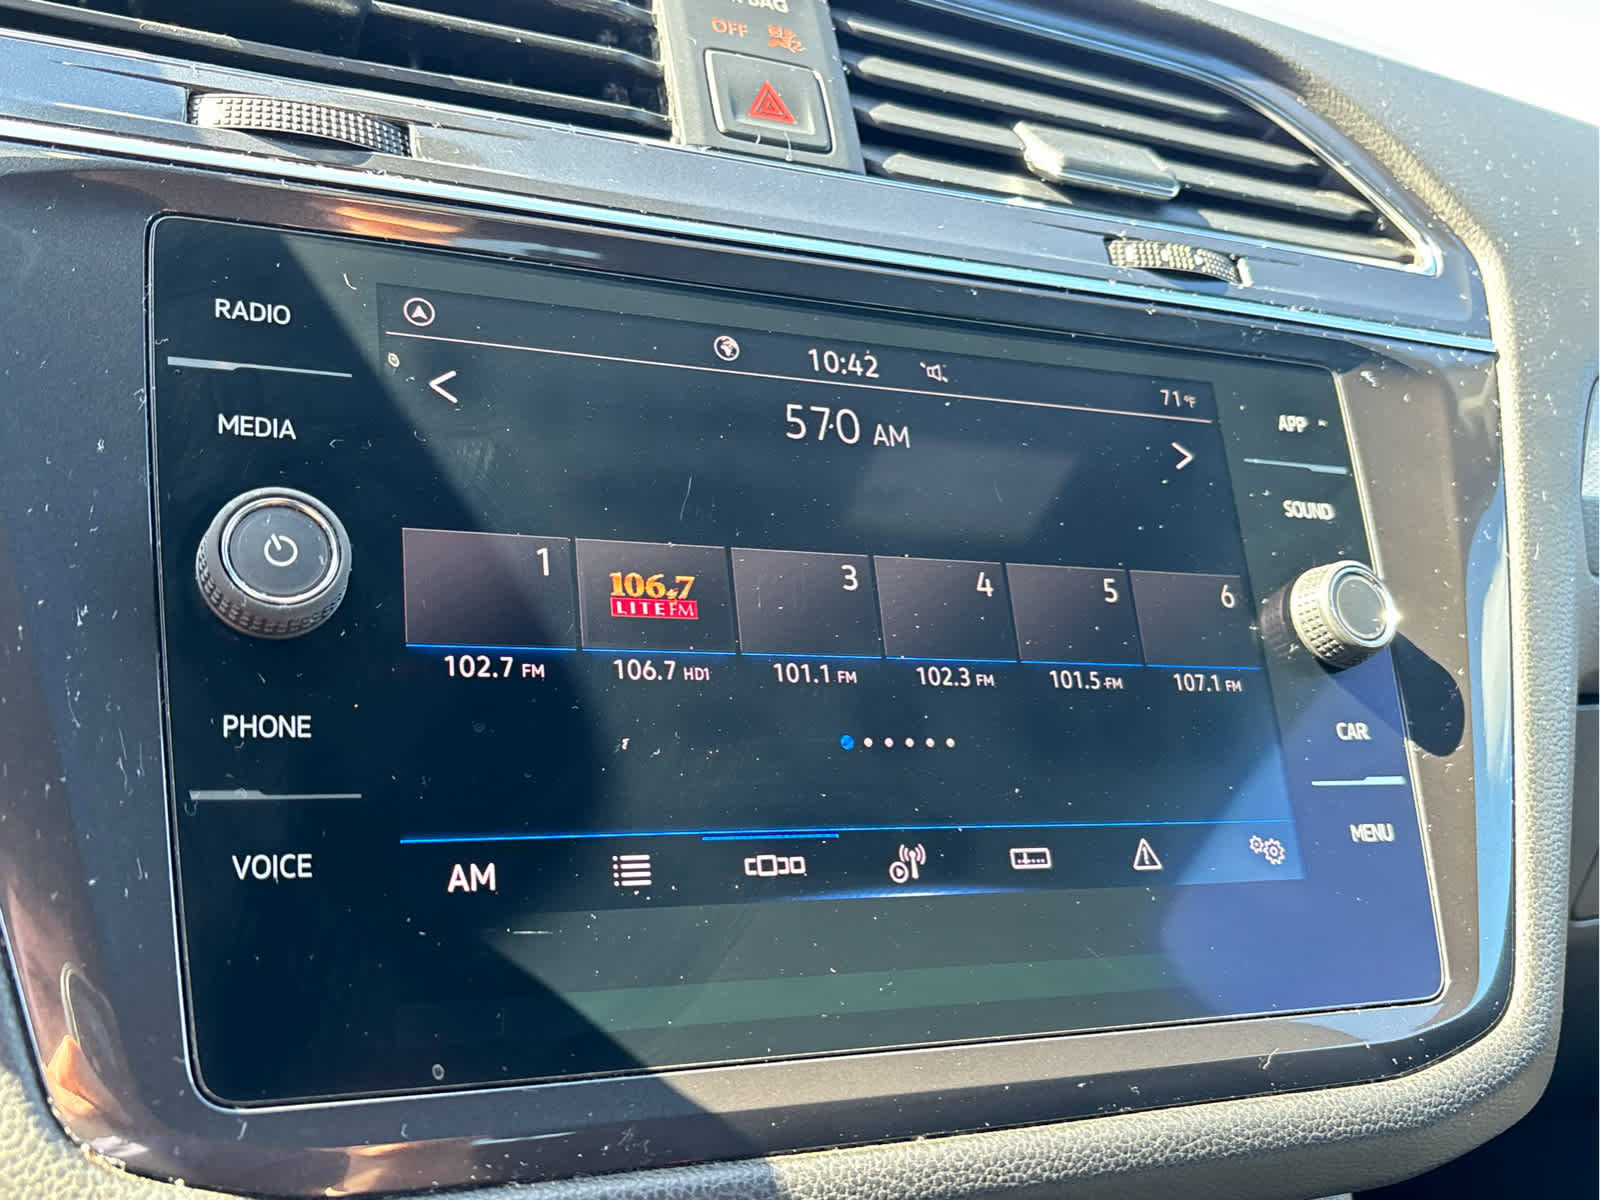 OFF
RADIO
MEDIA
PHONE
VOICE
10:42
71°F
570 AM
1
106.7
LITE FM
3
4
5
6
102.7 FM
106.7 HD1
101.1 FM
102.3 FM
101.5 FM
107.1 FM
AM
APP
SOUND
CAR
MENU